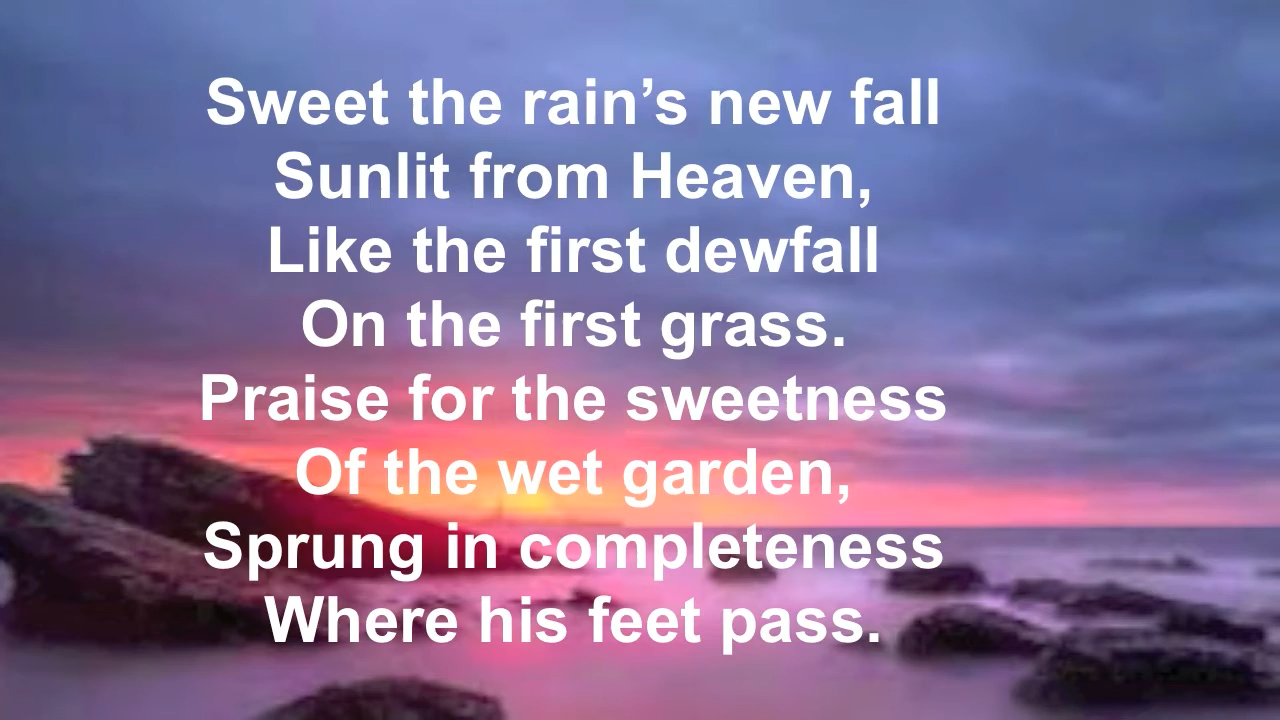 Sweet the rain’s new fall
Sunlit from Heaven,
Like the first dewfall
On the first grass.
Praise for the sweetness
Of the wet garden,
Sprung in completeness
Where his feet pass.